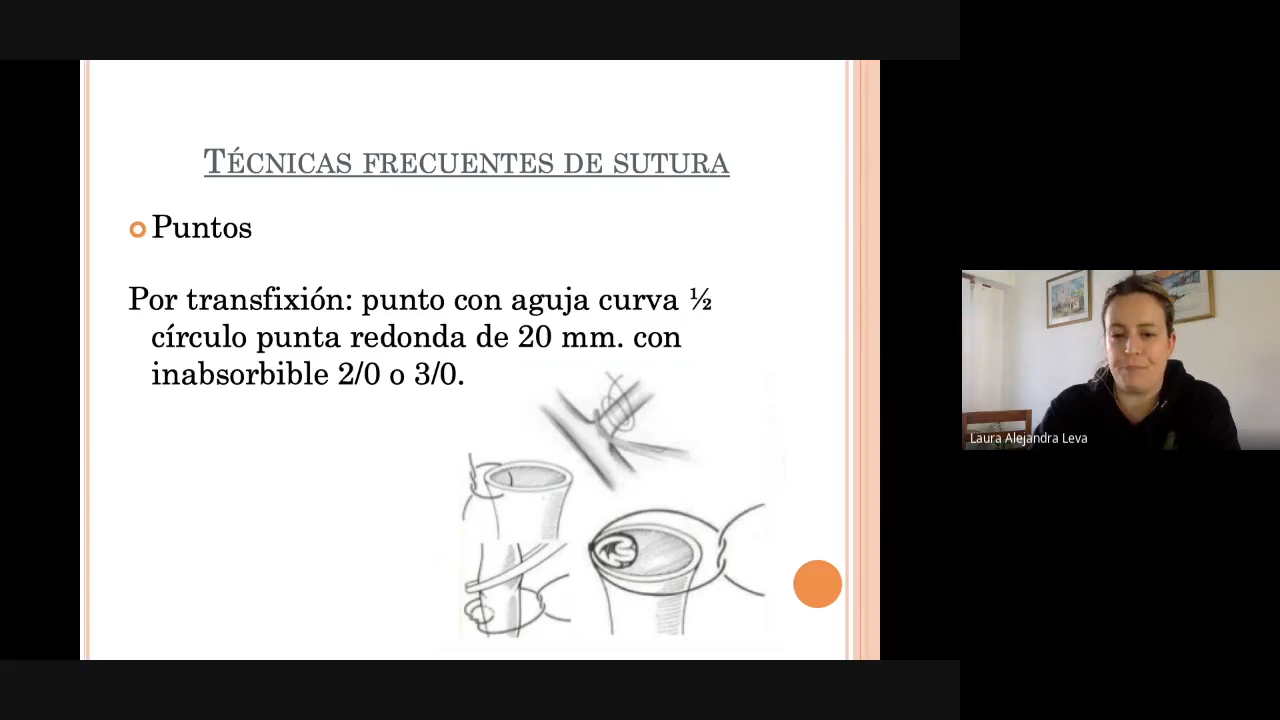 TÉCNICAS FRECUENTES DE SUTURA
Puntos
Por transfixión: punto con aguja curva ½
círculo punta redonda de 20 mm. con
inabsorbible 2/0 o 3/0.
Laura Alejandra Leva